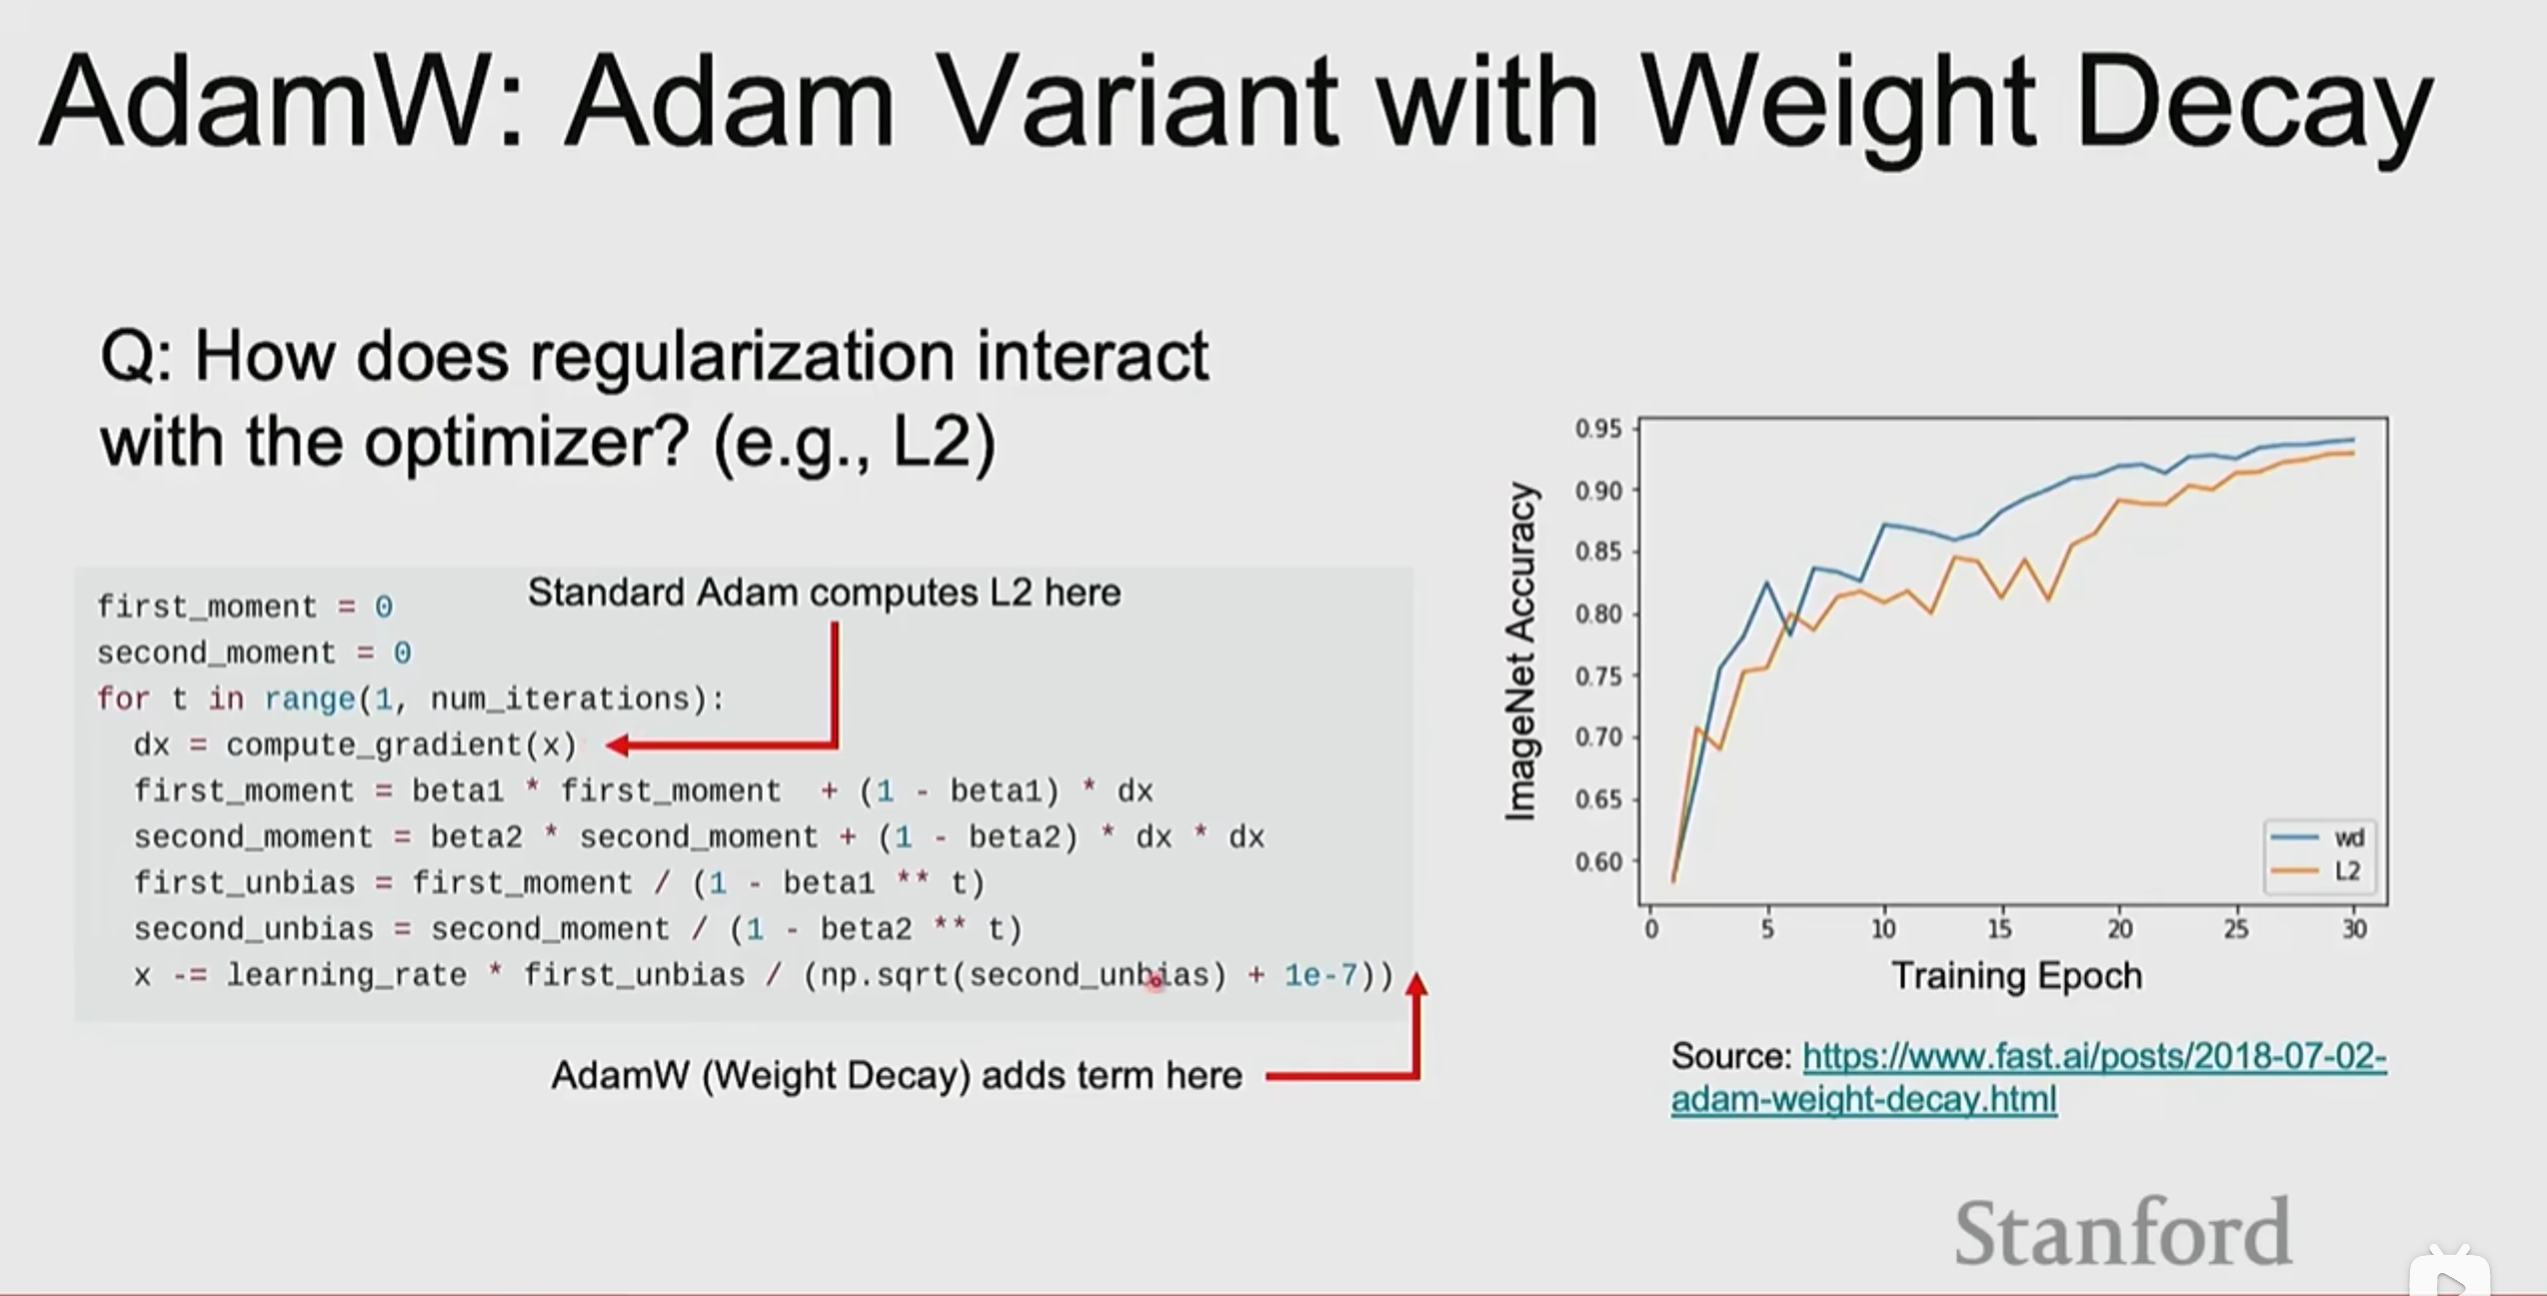 AdamW: Adam Variant with Weight Decay
Q: How does regularization interact
with the optimizer? (e.g., L2)
Standard Adam computes L2 here
first_moment = 0
second_moment = 0
for t in range(1, num_iterations):
dx = compute_gradient(x)
first_moment = beta1 * first_moment + (1 - beta1) * dx
second_moment = beta2 * second_moment + (1 - beta2) * dx * dx
first_unbias = first_moment / (1 - beta1 ** t)
second_unbias = second_moment / (1 - beta2 ** t)
x -= learning_rate * first_unbias / (np.sqrt(second_unbias) + 1e-7))
AdamW (Weight Decay) adds term here
ImageNet Accuracy
0.95
0.90
0.85
0.80
0.75
0.70
0.65
0.60
wd
L2
0 5 10 15 20 25 30
Training Epoch
Source: https://www.fast.ai/posts/2018-07-02-
adam-weight-decay.html
Stanford